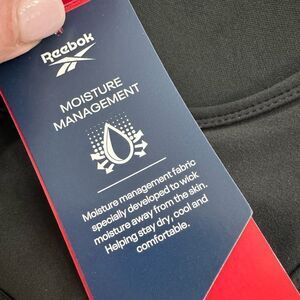 Reebok
MOISTURE
MANAGEMENT
Moisture management fabric
specially developed to wick
moisture away from the skin.
Helping stay dry, cool and
comfortable.